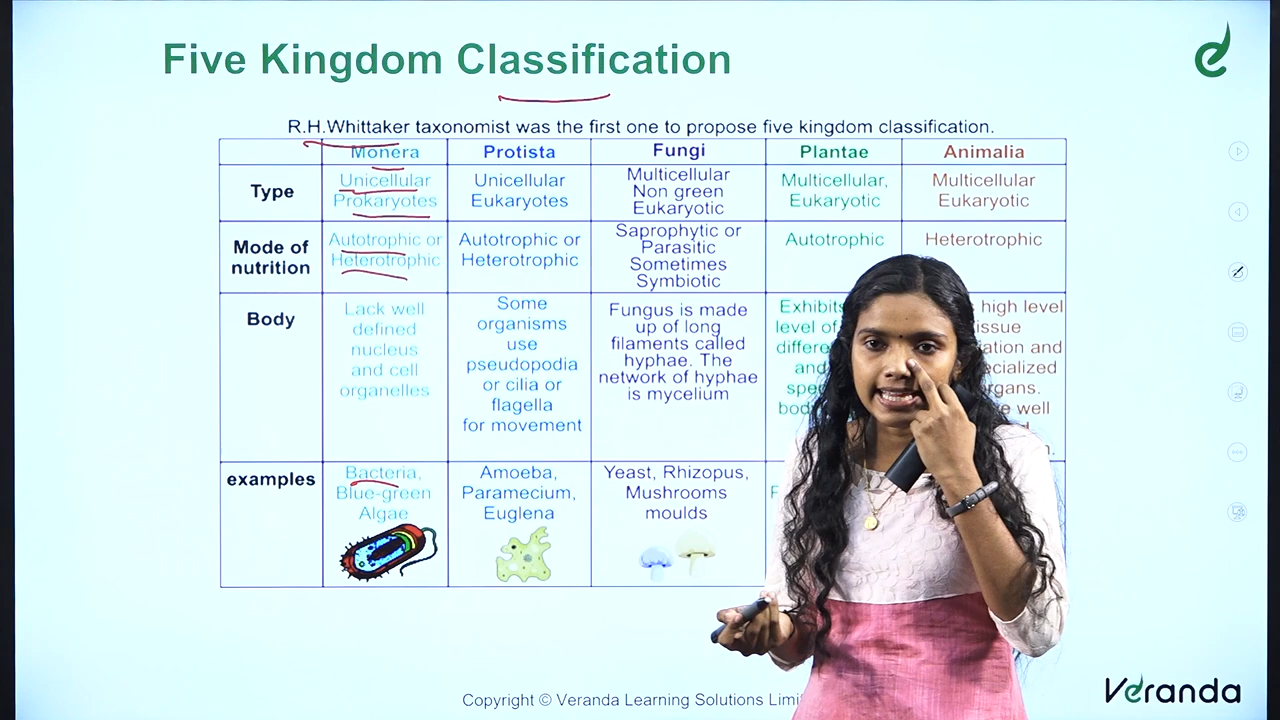 Five Kingdom Classification
R.H.Whittaker taxonomist was the first one to propose five kingdom classification.
Monera
Protista
Fungi
Plantae
Animalia
Type
Unicellular
Prokaryotes
Unicellular
Eukaryotes
Multicellular
Non green
Eukaryotic
Multicellular,
Eukaryotic
Multicellular
Eukaryotic
Mode of
nutrition
Autotrophic or
Heterotrophic
Autotrophic or
Heterotrophic
Saprophytic or
Parasitic
Sometimes
Symbiotic
Autotrophic
Heterotrophic
Body
Lack well
defined
nucleus
and cell
organelles
Some
organisms
use
pseudopodia
or cilia or
flagella
for movement
Fungus is made
up of long
filaments called
hyphae. The
network of hyphae
is mycelium
Exhibits
level of
and
high level
and
well
examples
Bacteria,
Blue-green
Algae
Amoeba,
Paramecium,
Euglena
Yeast, Rhizopus,
Mushrooms
moulds
Copyright © Veranda Learning Solutions
Veranda